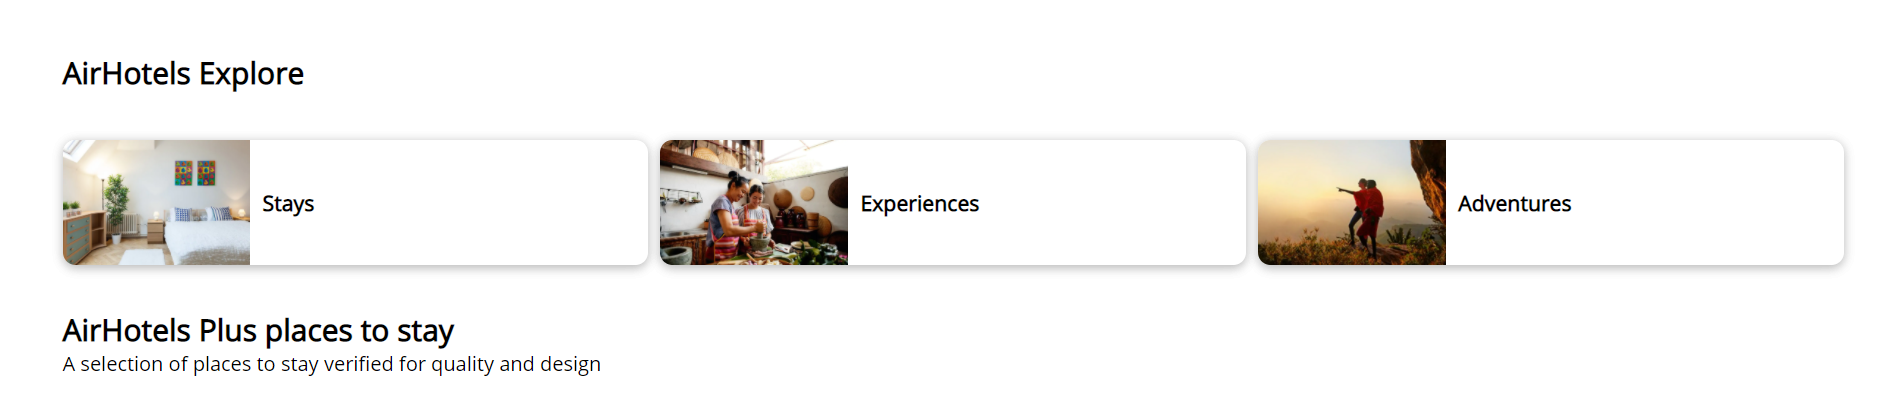 AirHotels Explore
Stays
Experiences
Adventures
AirHotels Plus places to stay
A selection of places to stay verified for quality and design